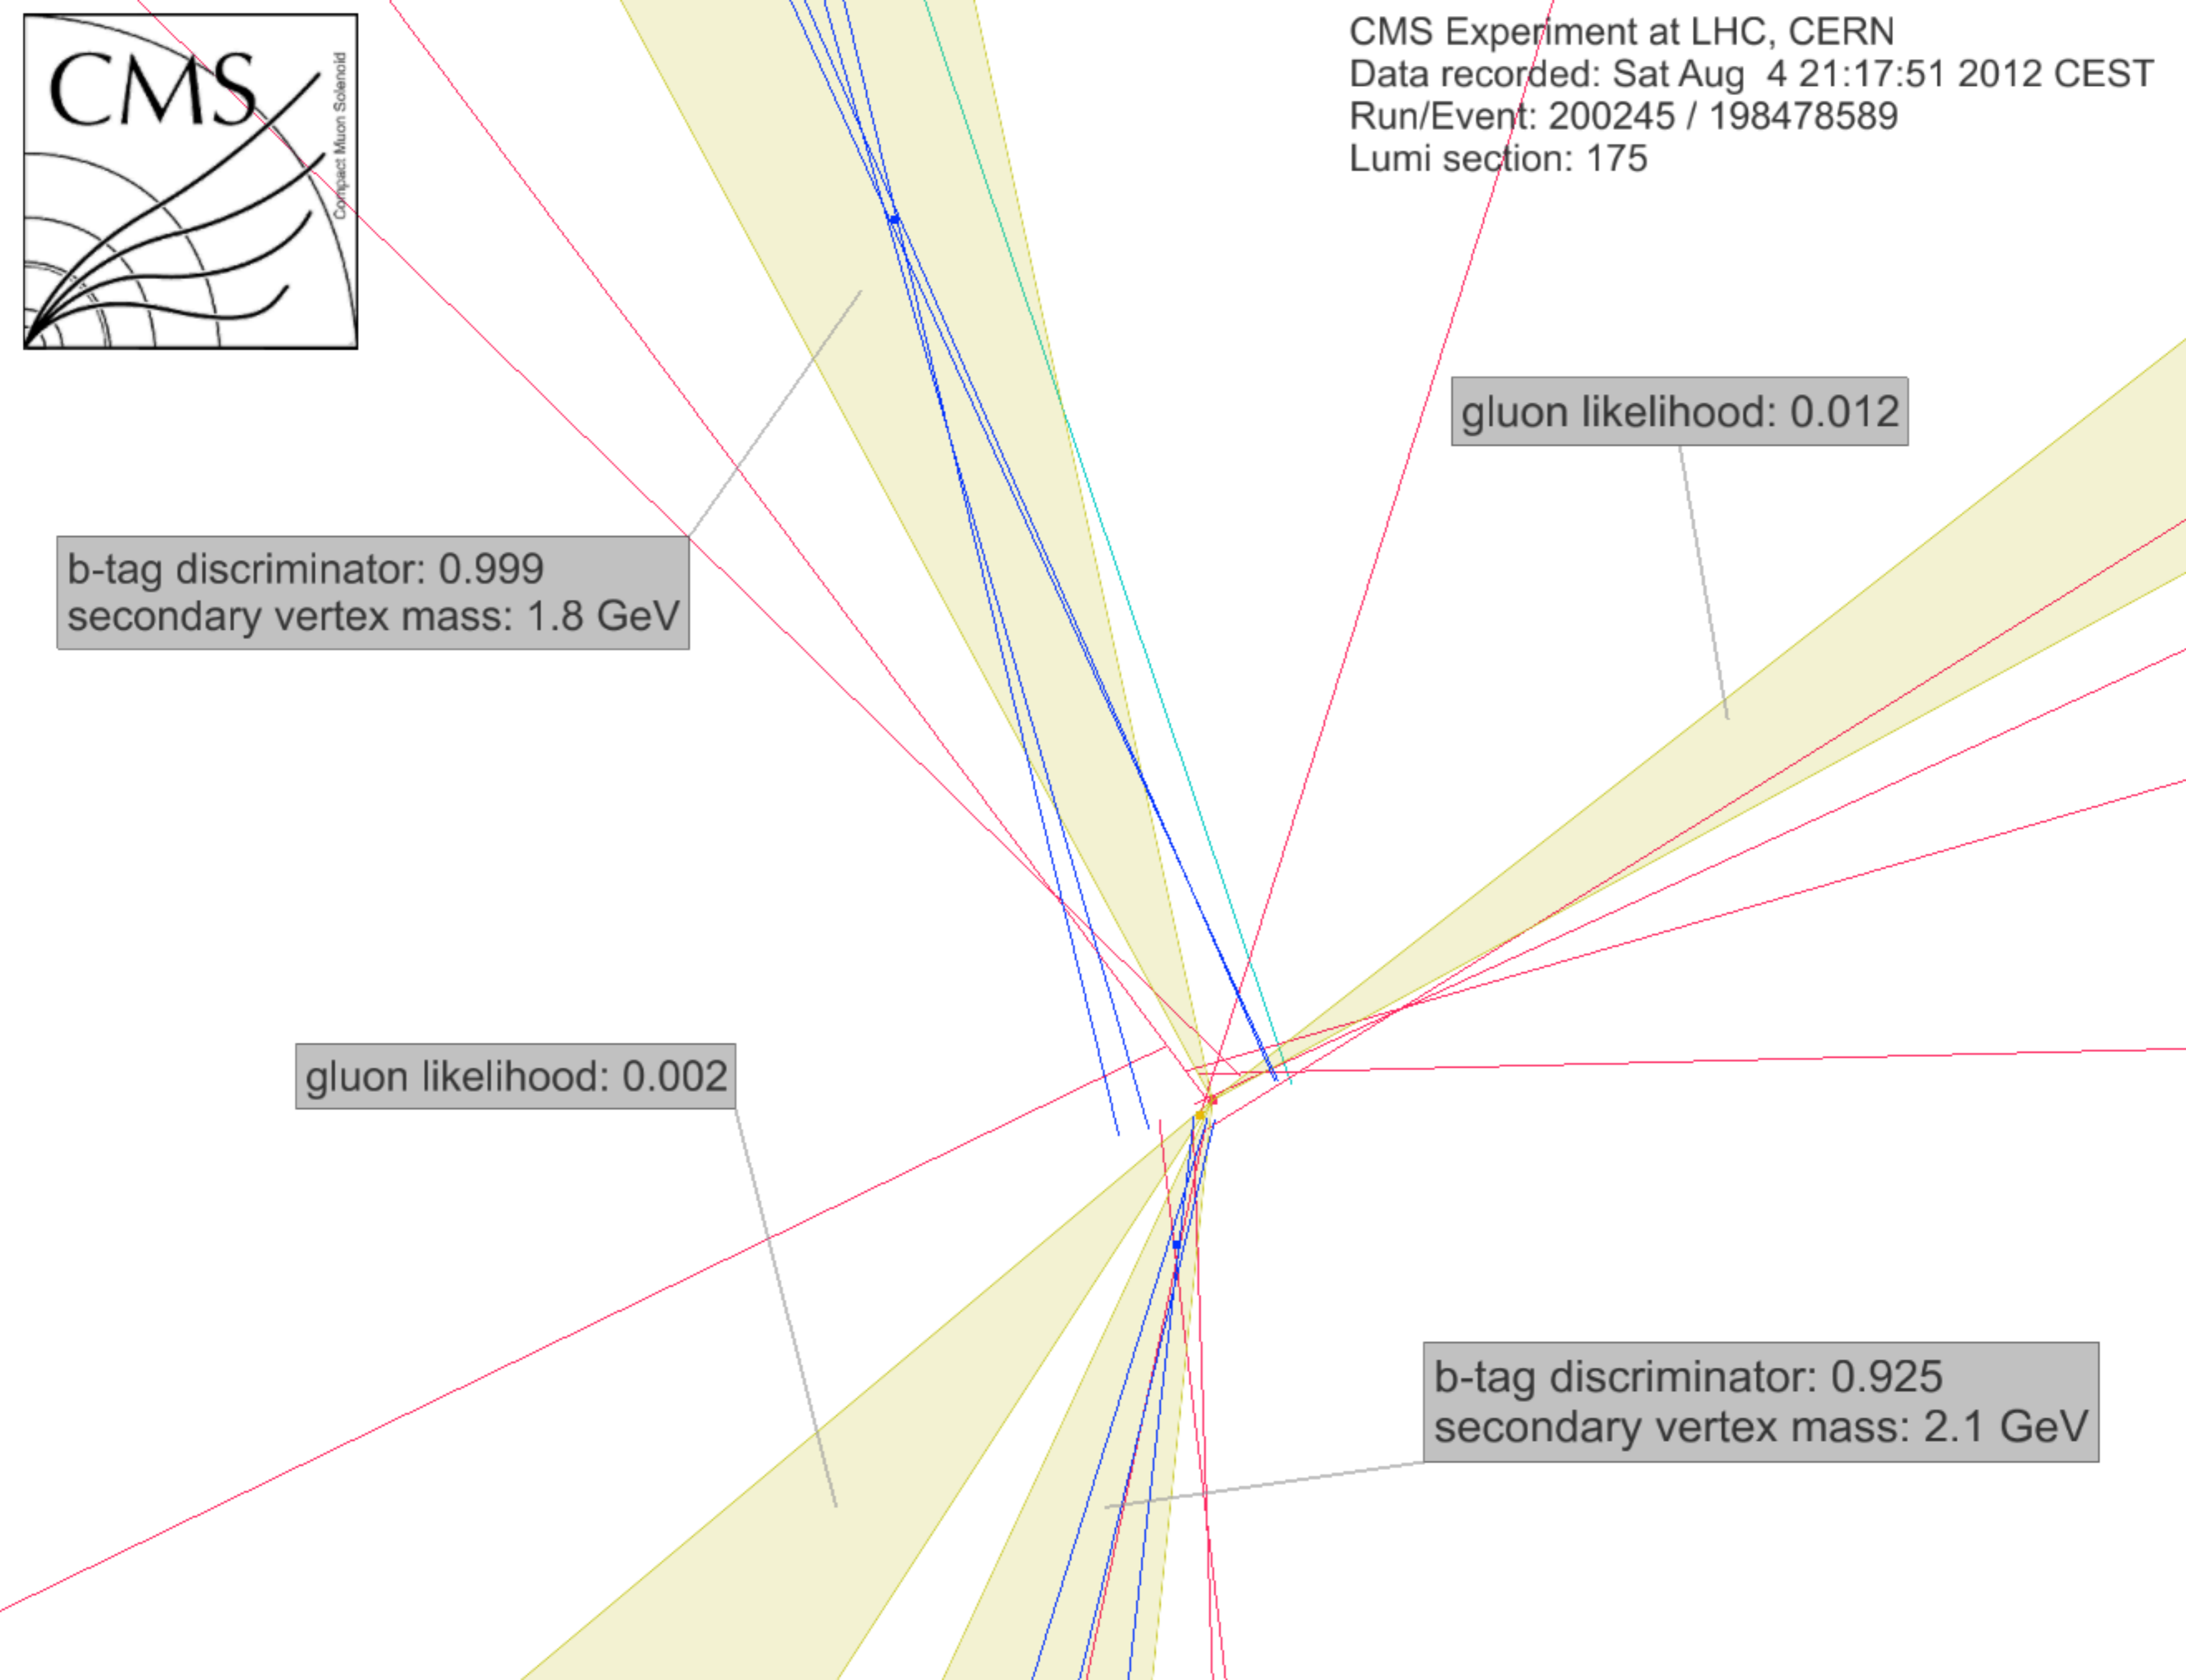 CMS
Compact Muon Solenoid
CMS Experiment at LHC, CERN
Data recorded: Sat Aug 4 21:17:51 2012 CEST
Run/Event: 200245 / 198478589
Lumi section: 175
gluon likelihood: 0.012
b-tag discriminator: 0.999
secondary vertex mass: 1.8 GeV
gluon likelihood: 0.002
b-tag discriminator: 0.925
secondary vertex mass: 2.1 GeV